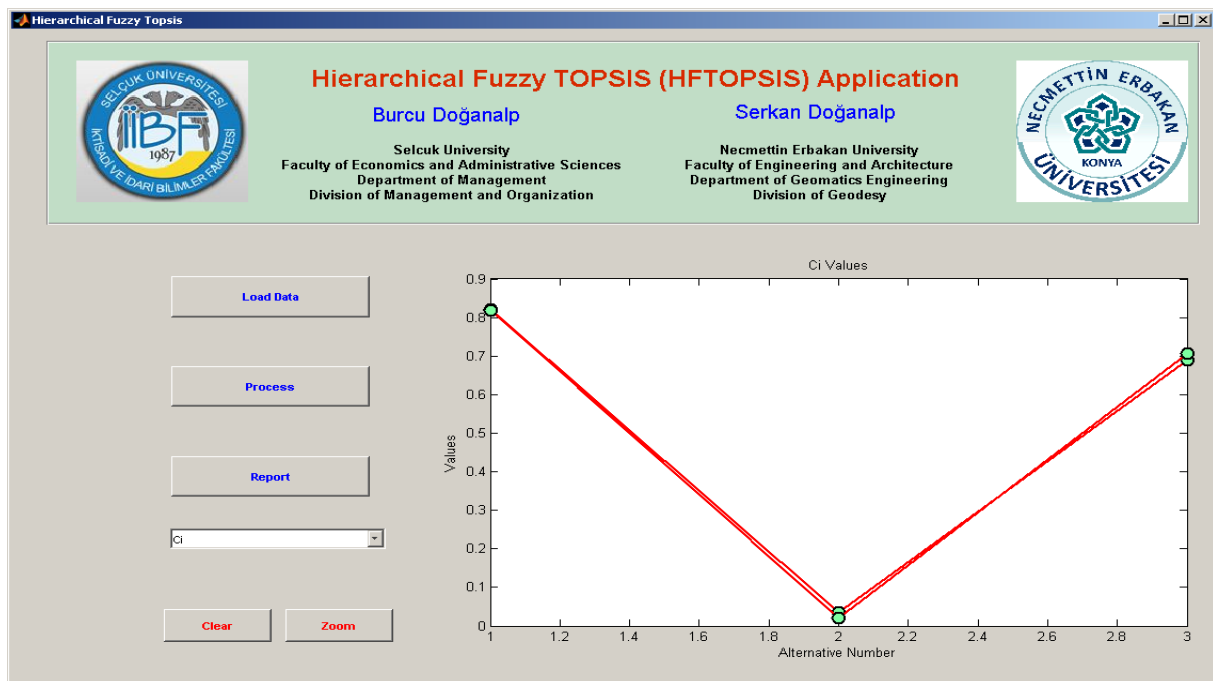 Hierarchical Fuzzy Topsis
Hierarchical Fuzzy TOPSIS (HFTOPSIS) Application
SELÇUK ÜNİVERSİTESİ
İKTİSADİ VE İDARİ BİLİMLER FAKÜLTESİ
İİBF
1987
Burcu Doğanalp
Selcuk University
Faculty of Economics and Administrative Sciences
Department of Management
Division of Management and Organization
Serkan Doğanalp
Necmettin Erbakan University
Faculty of Engineering and Architecture
Department of Geomatics Engineering
Division of Geodesy
NECMETTİN ERBAKAN
ÜNİVERSİTESİ
KONYA
Load Data
Process
Report
Ci
Clear
Zoom
Ci Values
Values
0.9
0.8
0.7
0.6
0.5
0.4
0.3
0.2
0.1
0
1
1.2
1.4
1.6
1.8
2
2.2
2.4
2.6
2.8
3
Alternative Number